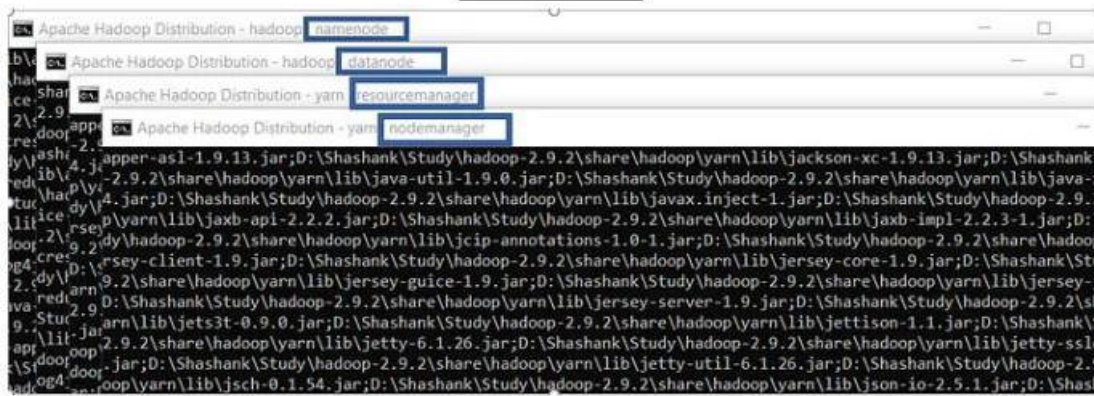 Apache Hadoop Distribution - hadoop namenode
Apache Hadoop Distribution - hadoop datanode
Apache Hadoop Distribution - yarn resourcemanager
Apache Hadoop Distribution - yarn nodemanager
apper-asl-1.9.13.jar;D:\Shashank\Study\hadoop-2.9.2\share\hadoop\yarn\lib\jackson-xc-1.9.13.jar;D:\Shashank
-2.9.2\share\hadoop\yarn\lib\java-util-1.9.0.jar;D:\Shashank\Study\hadoop-2.9.2\share\hadoop\yarn\lib\java-
4.jar;D:\Shashank\Study\hadoop-2.9.2\share\hadoop\yarn\lib\javax.inject-1.jar;D:\Shashank\Study\hadoop-2.9.
p\yarn\lib\jaxb-api-2.2.2.jar;D:\Shashank\Study\hadoop-2.9.2\share\hadoop\yarn\lib\jaxb-impl-2.2.3-1.jar;D:
dy\hadoop-2.9.2\share\hadoop\yarn\lib\jcip-annotations-1.0-1.jar;D:\Shashank\Study\hadoop-2.9.2\share\hadoo
rsey-client-1.9.jar;D:\Shashank\Study\hadoop-2.9.2\share\hadoop\yarn\lib\jersey-core-1.9.jar;D:\Shashank\St
9.2\share\hadoop\yarn\lib\jersey-guice-1.9.jar;D:\Shashank\Study\hadoop-2.9.2\share\hadoop\yarn\lib\jersey-
D:\Shashank\Study\hadoop-2.9.2\share\hadoop\yarn\lib\jersey-server-1.9.jar;D:\Shashank\Study\hadoop-2.9.2\s
arn\lib\jets3t-0.9.0.jar;D:\Shashank\Study\hadoop-2.9.2\share\hadoop\yarn\lib\jettison-1.1.jar;D:\Shashank\
2.9.2\share\hadoop\yarn\lib\jetty-6.1.26.jar;D:\Shashank\Study\hadoop-2.9.2\share\hadoop\yarn\lib\jetty-ssl
.jar;D:\Shashank\Study\hadoop-2.9.2\share\hadoop\yarn\lib\jetty-util-6.1.26.jar;D:\Shashank\Study\hadoop-2.
oop\yarn\lib\jsch-0.1.54.jar;D:\Shashank\Study\hadoop-2.9.2\share\hadoop\yarn\lib\json-io-2.5.1.jar;D:\Shas